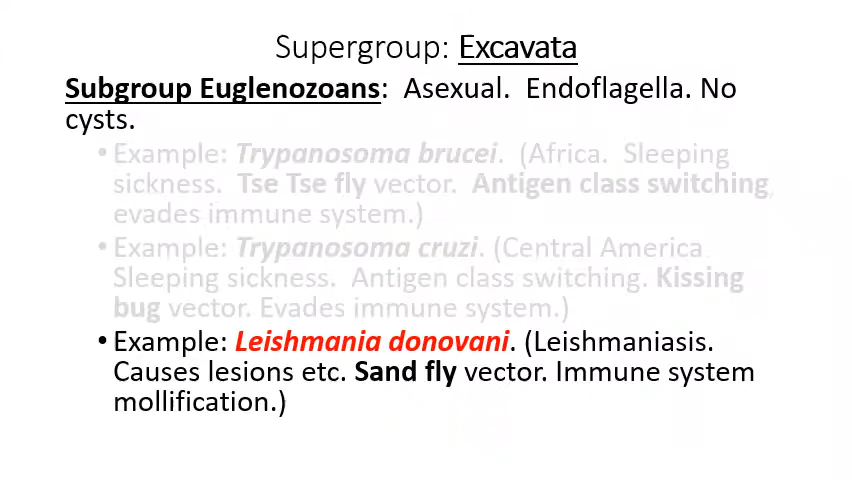 Supergroup: Excavata
Subgroup Euglenozoans: Asexual. Endoflagella. No
cysts.
• Example: Trypanosoma brucei. (Africa. Sleeping
sickness. Tse Tse fly vector. Antigen class switching,
evades immune system.)
• Example: Trypanosoma cruzi. (Central America
Sleeping sickness. Antigen class switching. Kissing
bug vector. Evades immune system.)
• Example: Leishmania donovani. (Leishmaniasis.
Causes lesions etc. Sand fly vector. Immune system
mollification.)